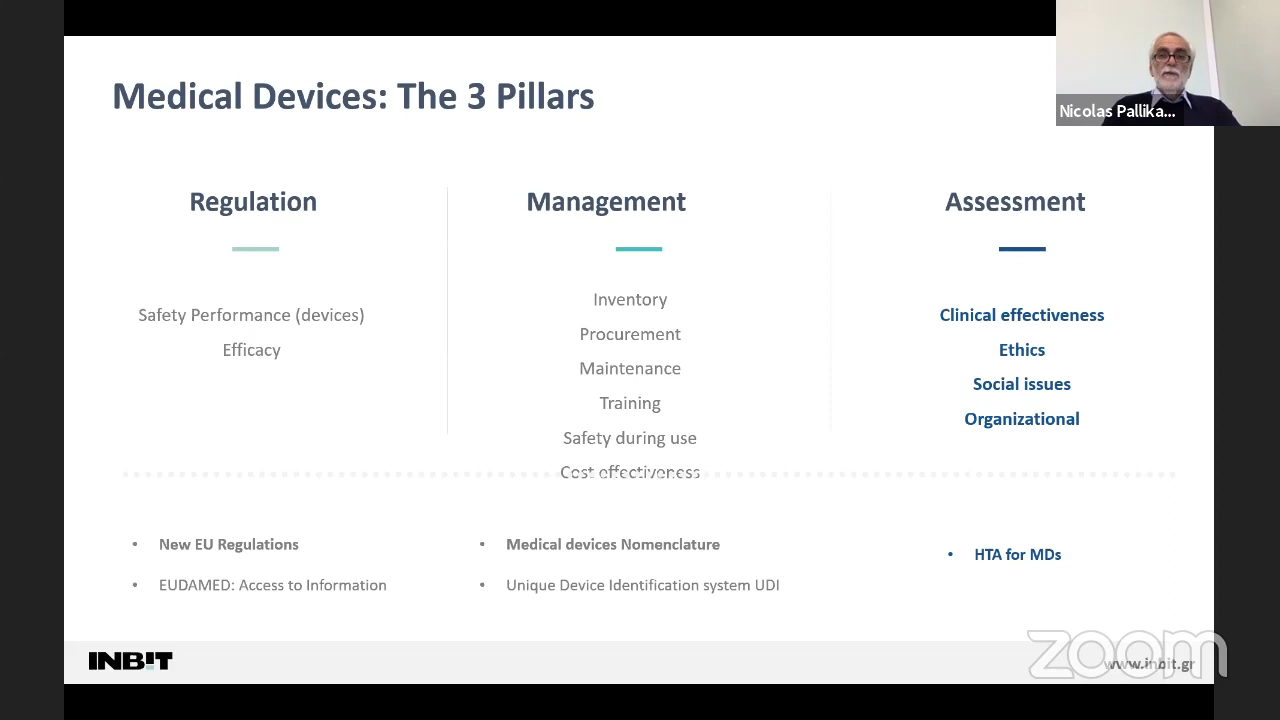 Medical Devices: The 3 Pillars
Nicolas Pallika...
Regulation
Safety Performance (devices)
Efficacy
Management
Inventory
Procurement
Maintenance
Training
Safety during use
Cost effectiveness
Assessment
Clinical effectiveness
Ethics
Social issues
Organizational
• New EU Regulations
• EUDAMED: Access to Information
• Medical devices Nomenclature
• Unique Device Identification system UDI
• HTA for MDs
INBIT
www.inbit.gr
zoom